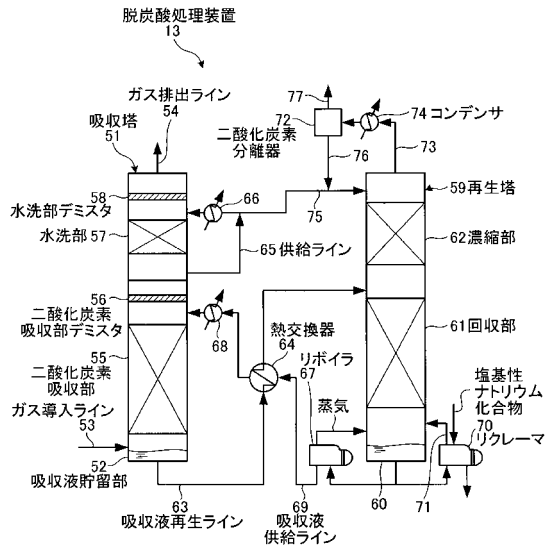 脱炭酸処理装置
13
ガス排出ライン
54
吸収塔
51
77
72
二酸化炭素
分離器
76
74 コンデンサ
73
58
水洗部デミスタ
水洗部
57
66
75
65 供給ライン
59 再生塔
62 濃縮部
56
二酸化炭素
吸収部デミスタ
55
二酸化炭素
吸収部
68
熱交換器
64
リボイラ
67
蒸気
61 回収部
塩基性
ナトリウム
化合物
70
リクレーマ
ガス導入ライン
53
52
吸収液貯留部
63
吸収液再生ライン
69
吸収液
供給ライン
60
71